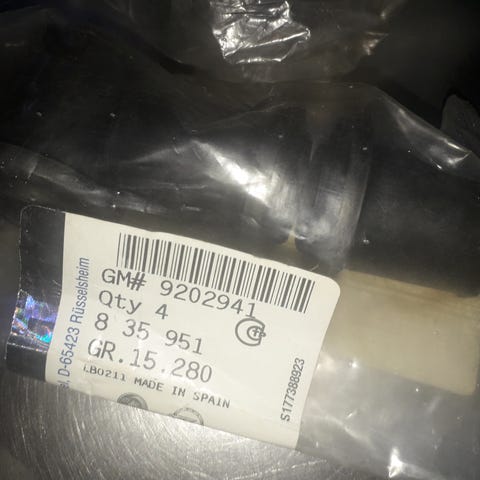 GM# 9202941
Qty 4
8 35 951
GR.15.280
LB0211 MADE IN SPAIN
D-65423 Rüsselsheim
S177388923